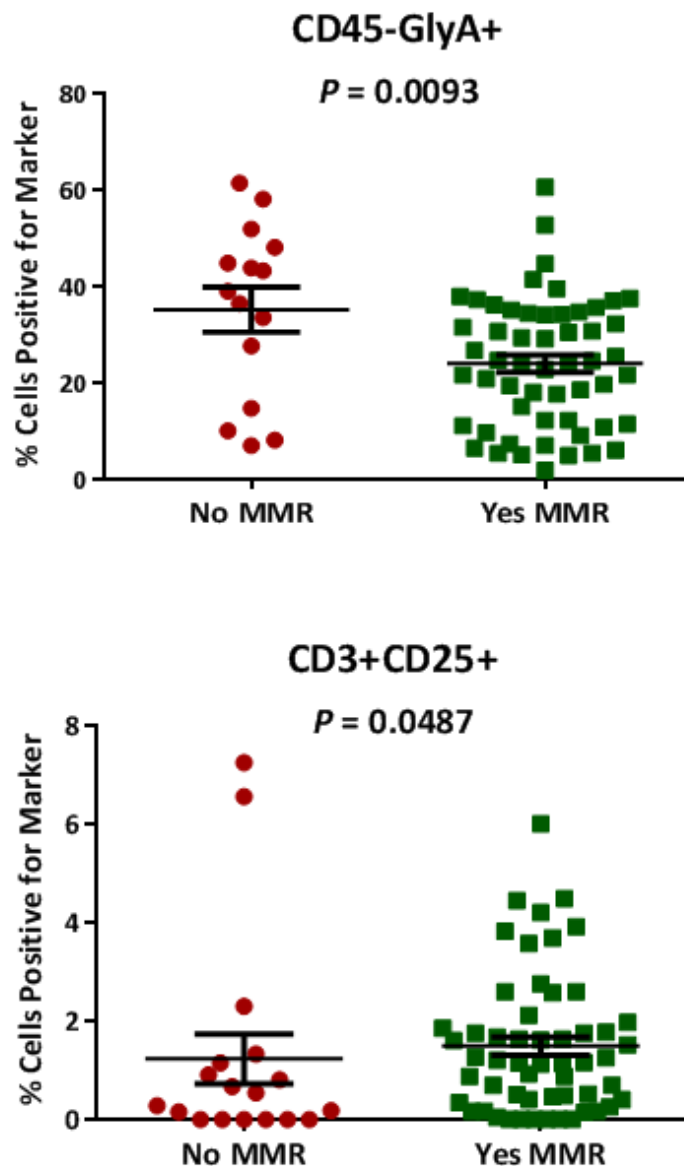 CD45-GlyA+
P = 0.0093
% Cells Positive for Marker
80
60
40
20
0
No MMR
Yes MMR
CD3+CD25+
P = 0.0487
% Cells Positive for Marker
8
6
4
2
0
No MMR
Yes MMR